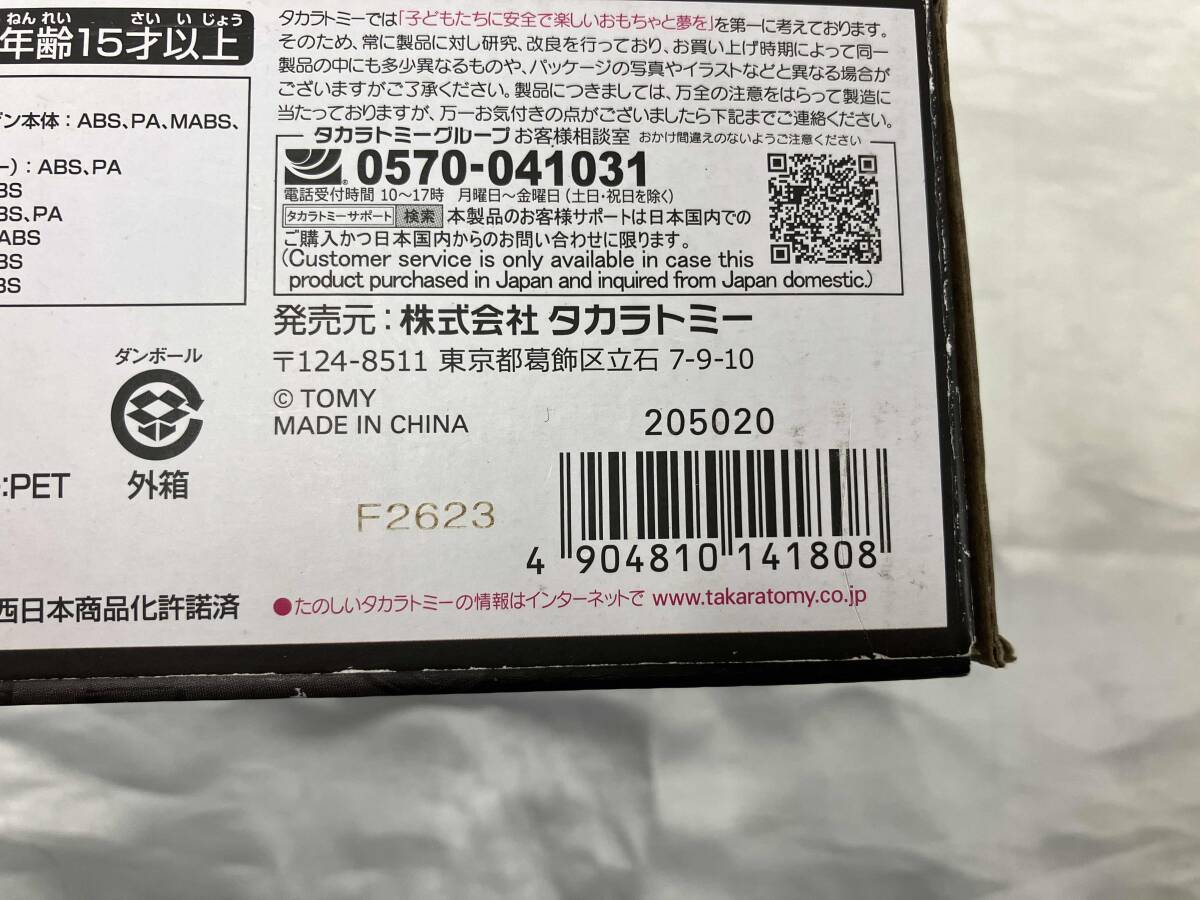 ねんれい さいいじょう
年齢15才以上
ゲン本体：ABS、PA、MABS、
ー）：ABS、PA
BS
BS、PA
ABS
BS
BS
ダンボール
外箱
:PET
西日本商品化許諾済
タカラトミーでは「子どもたちに安全で楽しいおもちゃと夢を」を第一に考えております。
そのため、常に製品に対し研究、改良を行っており、お買い上げ時期によって同一
製品の中にも多少異なるものや、パッケージの写真やイラストなどと異なる場合が
ございますがご了承ください。製品につきましては、万全の注意をはらって製造に
当たっておりますが、万一お気付きの点がございましたら下記までご連絡ください。
タカラトミーグループ お客様相談室 おかけ間違えのないようご注意ください
0570-041031
電話受付時間 10〜17時 月曜日〜金曜日（土日・祝日を除く）
タカラトミーサポート 検索 本製品のお客様サポートは日本国内での
ご購入かつ日本国内からのお問い合わせに限ります。
(Customer service is only available in case this
product purchased in Japan and inquired from Japan domestic.)
発売元：株式会社 タカラトミー
〒124-8511 東京都葛飾区立石 7-9-10
© TOMY
MADE IN CHINA
205020
F2623
4 904810 141808
●たのしいタカラトミーの情報はインターネットで www.takaratomy.co.jp